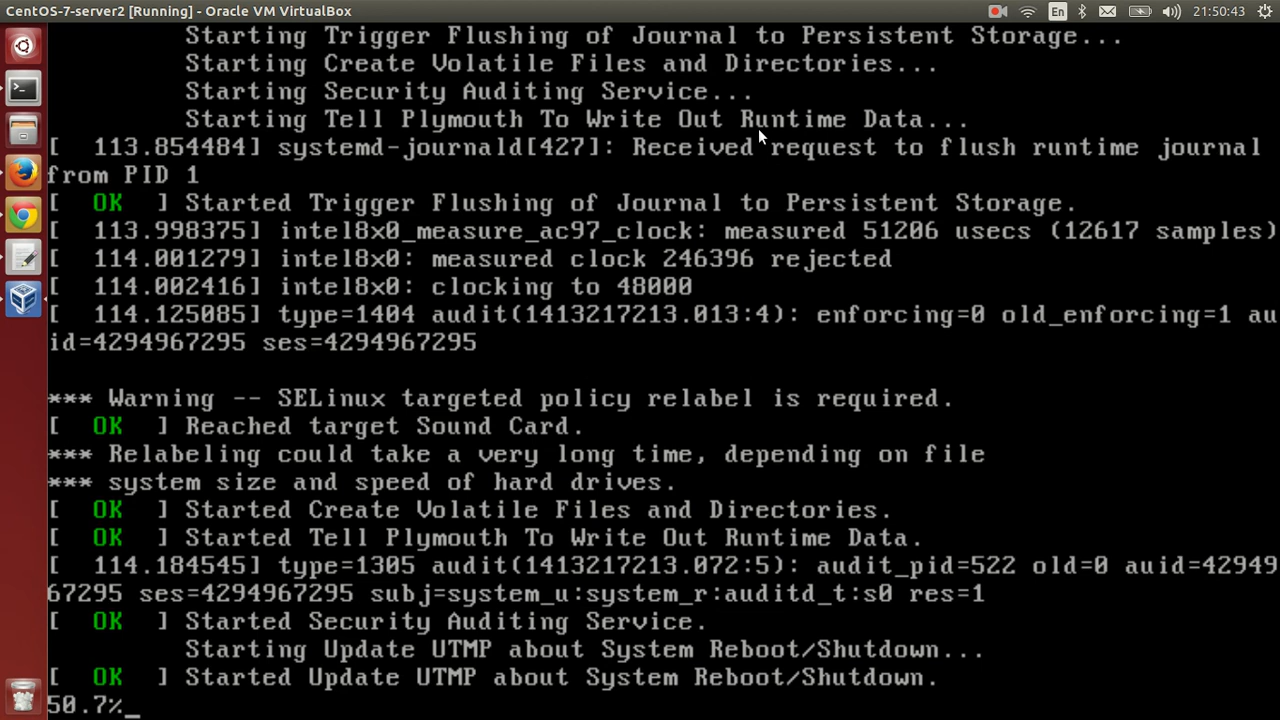 CentOS-7-server2 [Running] - Oracle VM VirtualBox
En
21:50:43
Starting Trigger Flushing of Journal to Persistent Storage...
Starting Create Volatile Files and Directories...
Starting Security Auditing Service...
Starting Tell Plymouth To Write Out Runtime Data...
[  113.854484] systemd-journald[427]: Received request to flush runtime journal
from PID 1
[  OK  ] Started Trigger Flushing of Journal to Persistent Storage.
[  113.998375] intel8x0_measure_ac97_clock: measured 51206 usecs (12617 samples)
[  114.001279] intel8x0: measured clock 246396 rejected
[  114.002416] intel8x0: clocking to 48000
[  114.125085] type=1404 audit(1413217213.013:4): enforcing=0 old_enforcing=1 au
id=4294967295 ses=4294967295
*** Warning -- SELinux targeted policy relabel is required.
[  OK  ] Reached target Sound Card.
*** Relabeling could take a very long time, depending on file
*** system size and speed of hard drives.
[  OK  ] Started Create Volatile Files and Directories.
[  OK  ] Started Tell Plymouth To Write Out Runtime Data.
[  114.184545] type=1305 audit(1413217213.072:5): audit_pid=522 old=0 auid=42949
67295 ses=4294967295 subj=system_u:system_r:auditd_t:s0 res=1
[  OK  ] Started Security Auditing Service.
Starting Update UTMP about System Reboot/Shutdown...
[  OK  ] Started Update UTMP about System Reboot/Shutdown.
50.7%_